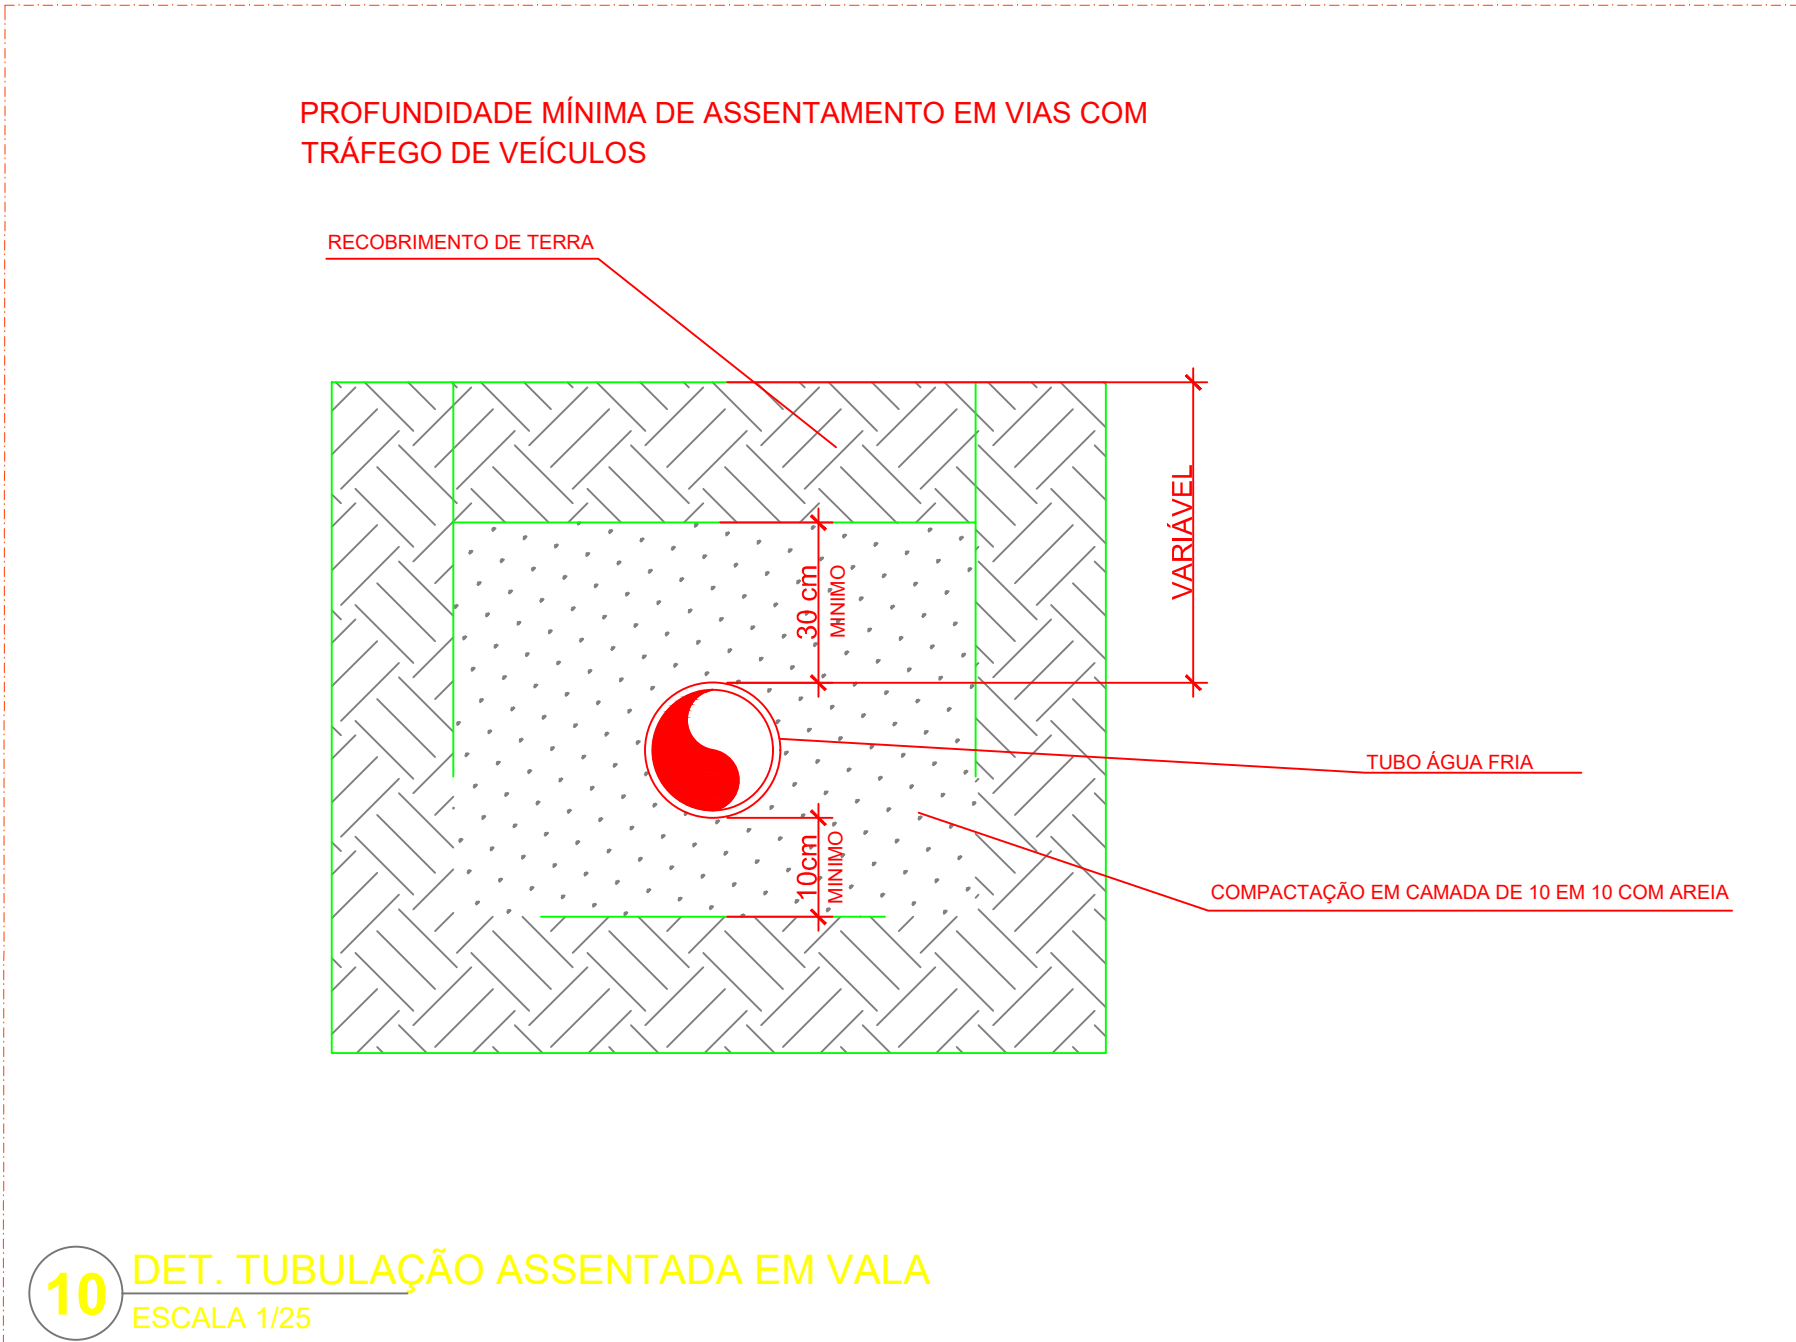 PROFUNDIDADE MÍNIMA DE ASSENTAMENTO EM VIAS COM
TRÁFEGO DE VEÍCULOS
RECOBRIMENTO DE TERRA
VARIÁVEL
30 cm
MINIMO
TUBO ÁGUA FRIA
10cm
MINIMO
COMPACTAÇÃO EM CAMADA DE 10 EM 10 COM AREIA
10
DET. TUBULAÇÃO ASSENTADA EM VALA
ESCALA 1/25